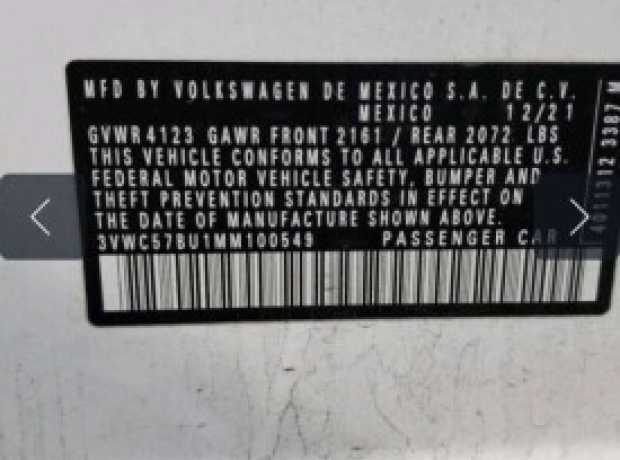 MFD BY VOLKSWAGEN DE MEXICO S.A. DE C.V.
MEXICO 12/21
GVWR 4123 GAWR FRONT 2161 / REAR 2072 LBS
THIS VEHICLE CONFORMS TO ALL APPLICABLE U.S.
FEDERAL MOTOR VEHICLE SAFETY, BUMPER AND
THEFT PREVENTION STANDARDS IN EFFECT ON
THE DATE OF MANUFACTURE SHOWN ABOVE.
3VWC57BU1MM100549 PASSENGER CAR
4011312 3387 M